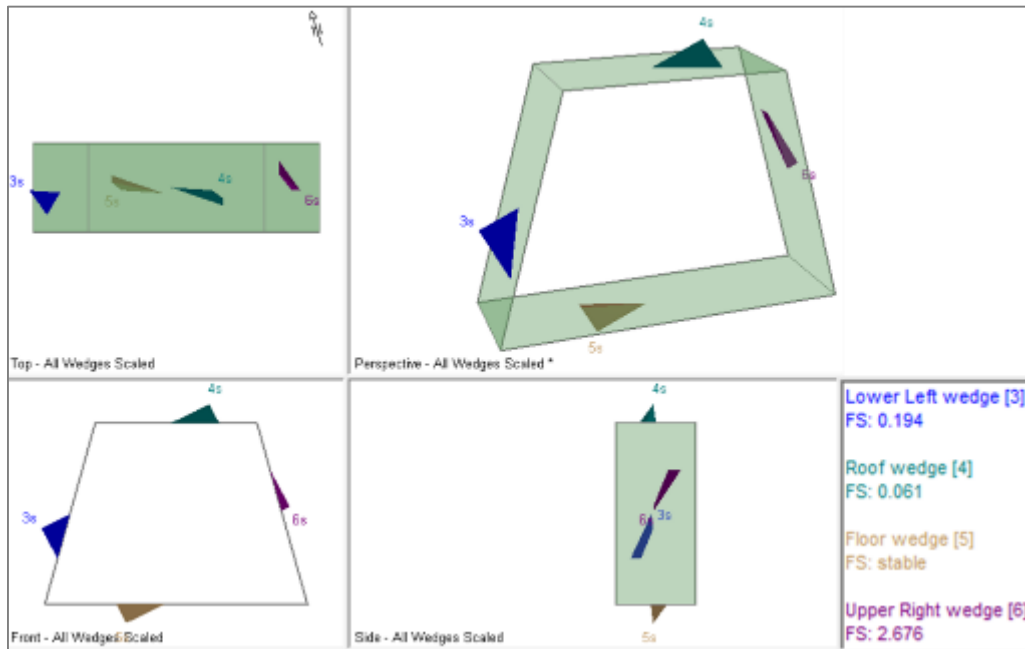 N
4s
3s
4s
5s
6s
3s
6s
5s
Top - All Wedges Scaled
Perspective - All Wedges Scaled *
4s
4s
3s
6s
6
3s
5s
Front - All Wedges Scaled
Side - All Wedges Scaled
Lower Left wedge [3]
FS: 0.194
Roof wedge [4]
FS: 0.061
Floor wedge [5]
FS: stable
Upper Right wedge [6]
FS: 2.676